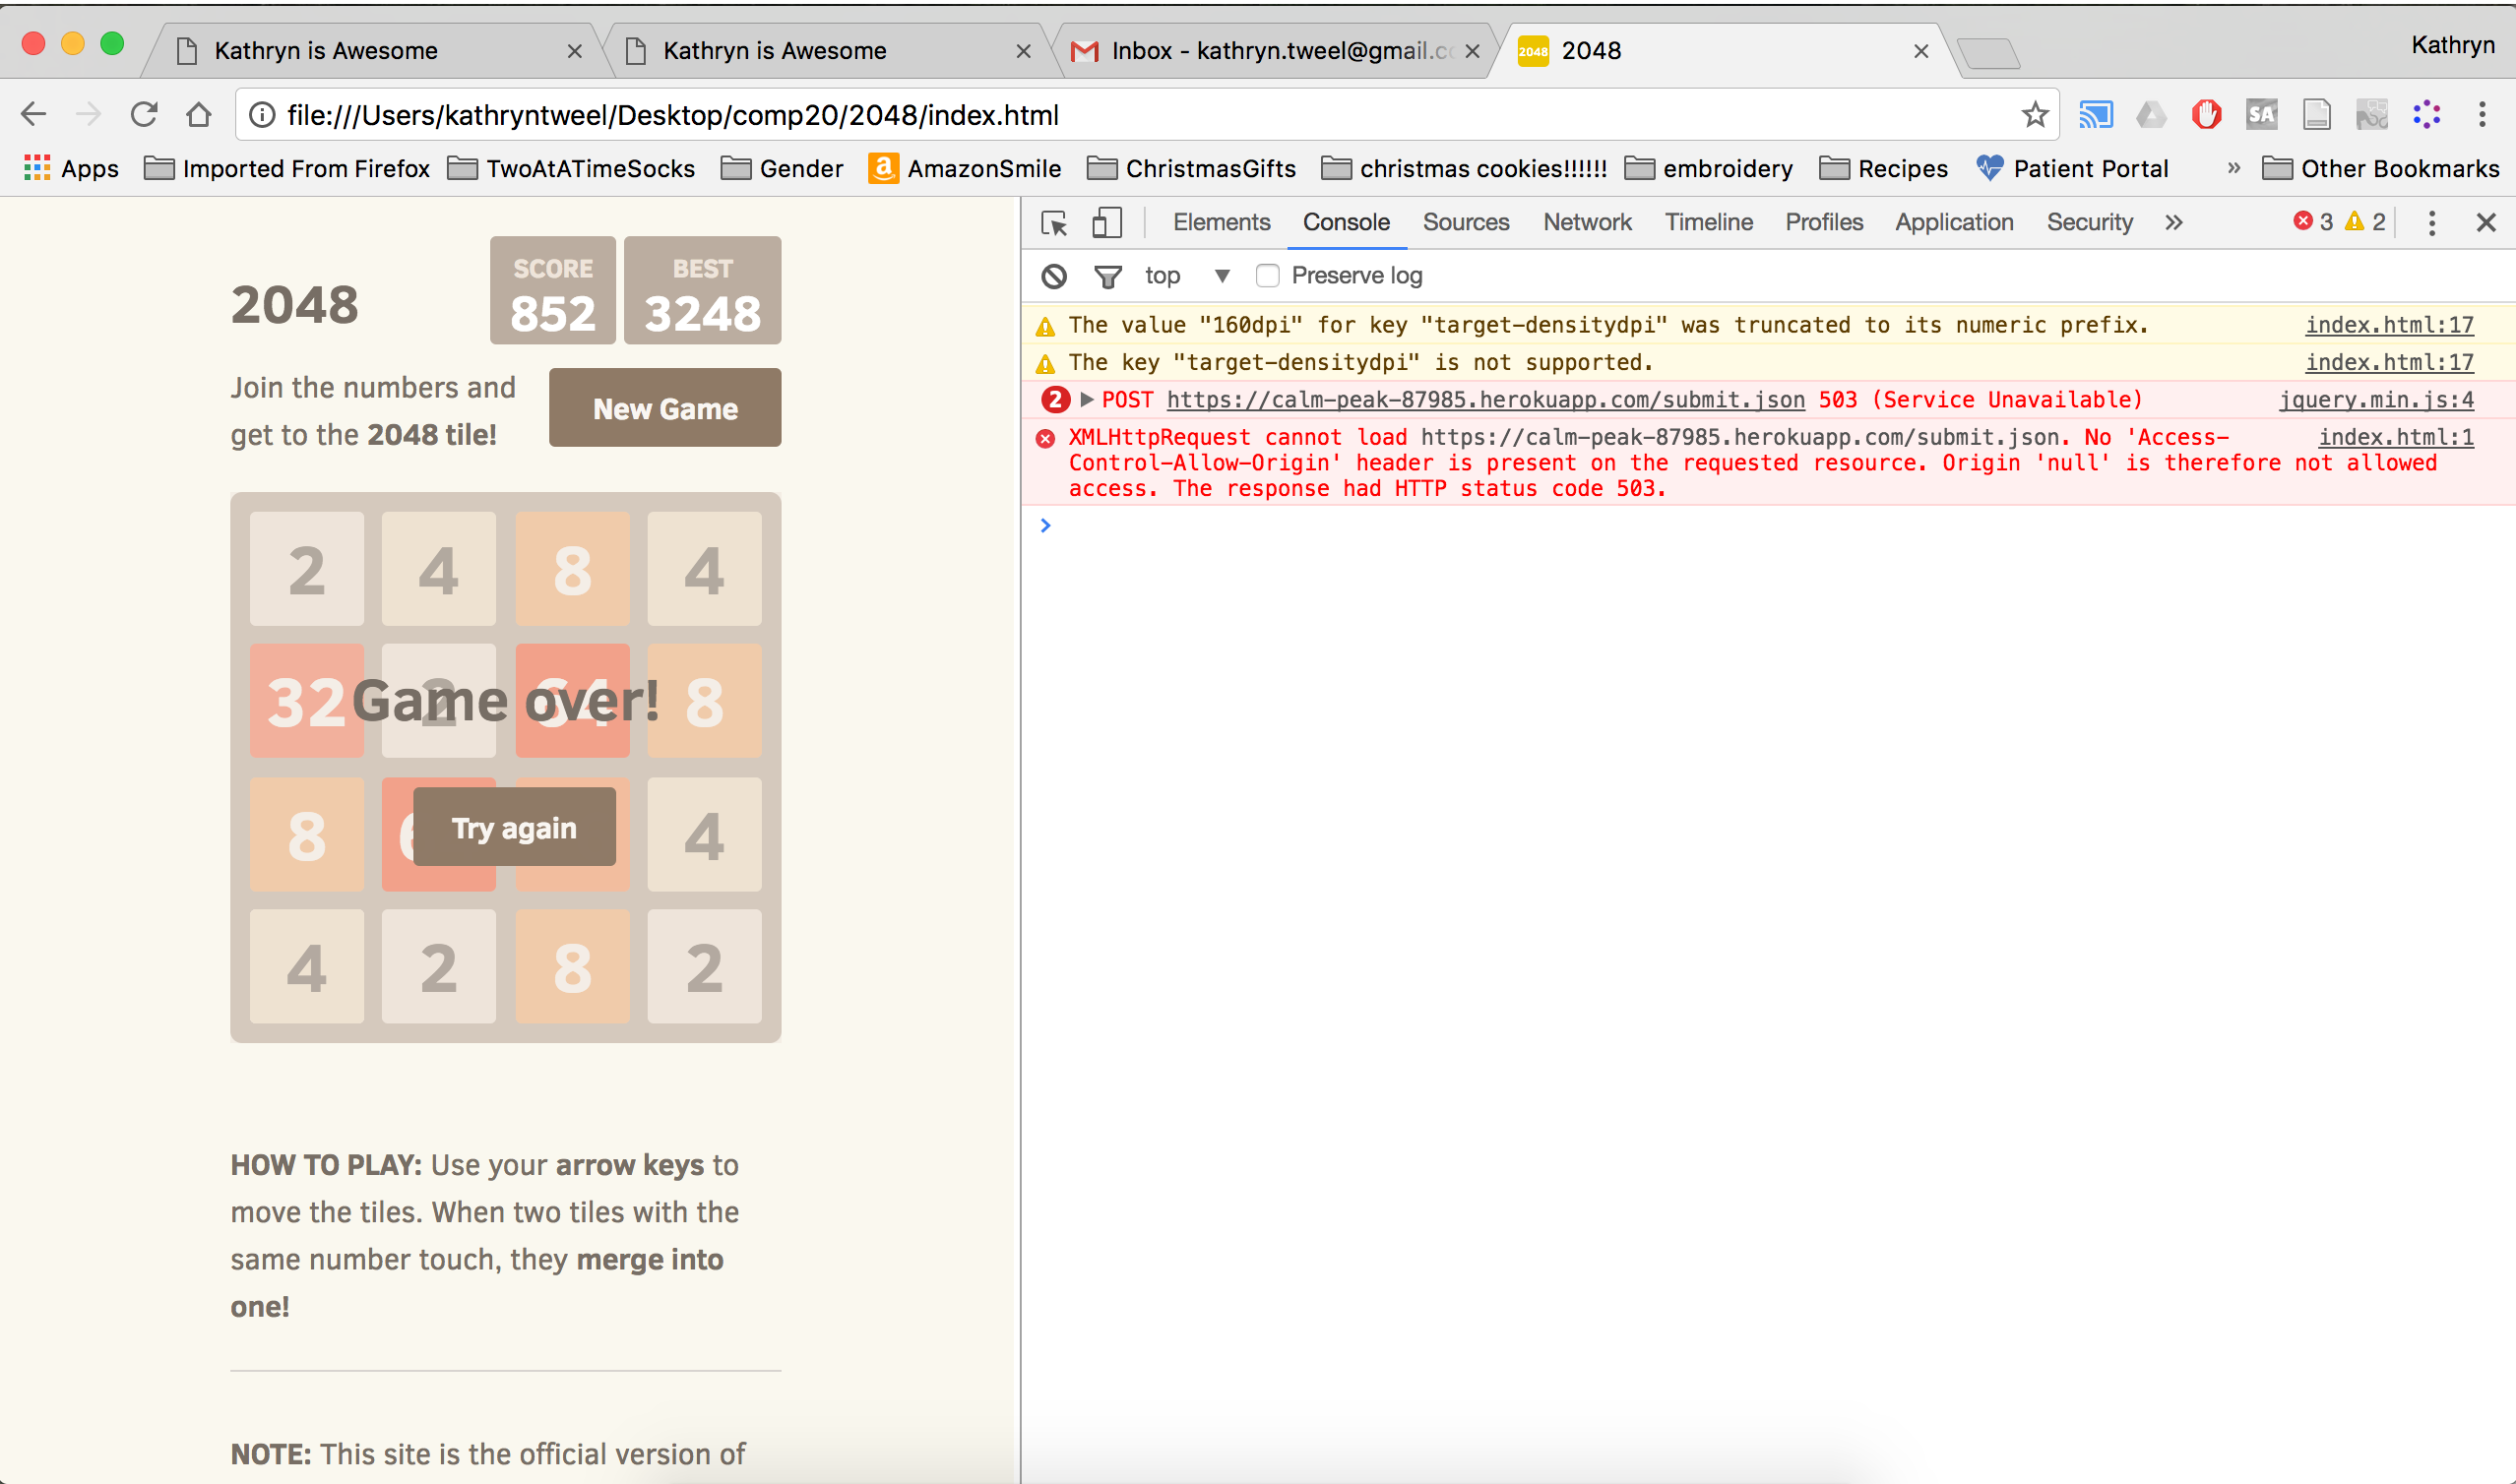 Kathryn is Awesome
Kathryn is Awesome
Inbox - kathryn.tweel@gmail.co
2048
2048
Kathryn
file:///Users/kathryntweel/Desktop/comp20/2048/index.html
SA
Apps
Imported From Firefox
TwoAtATimeSocks
Gender
a AmazonSmile
ChristmasGifts
christmas cookies!!!!!!
embroidery
Recipes
Patient Portal
»
Other Bookmarks
2048
SCORE
852
BEST
3248
Join the numbers and
get to the 2048 tile!
New Game
2 4 8 4
32 2 64 8
Game over!
8 4
Try again
4 2 8 2
HOW TO PLAY: Use your arrow keys to
move the tiles. When two tiles with the
same number touch, they merge into
one!
NOTE: This site is the official version of
Elements Console Sources Network Timeline Profiles Application Security » 3 2
top Preserve log
The value "160dpi" for key "target-densitydpi" was truncated to its numeric prefix. index.html:17
The key "target-densitydpi" is not supported. index.html:17
2 POST https://calm-peak-87985.herokuapp.com/submit.json 503 (Service Unavailable) jquery.min.js:4
XMLHttpRequest cannot load https://calm-peak-87985.herokuapp.com/submit.json. No 'Access- index.html:1
Control-Allow-Origin' header is present on the requested resource. Origin 'null' is therefore not allowed
access. The response had HTTP status code 503.